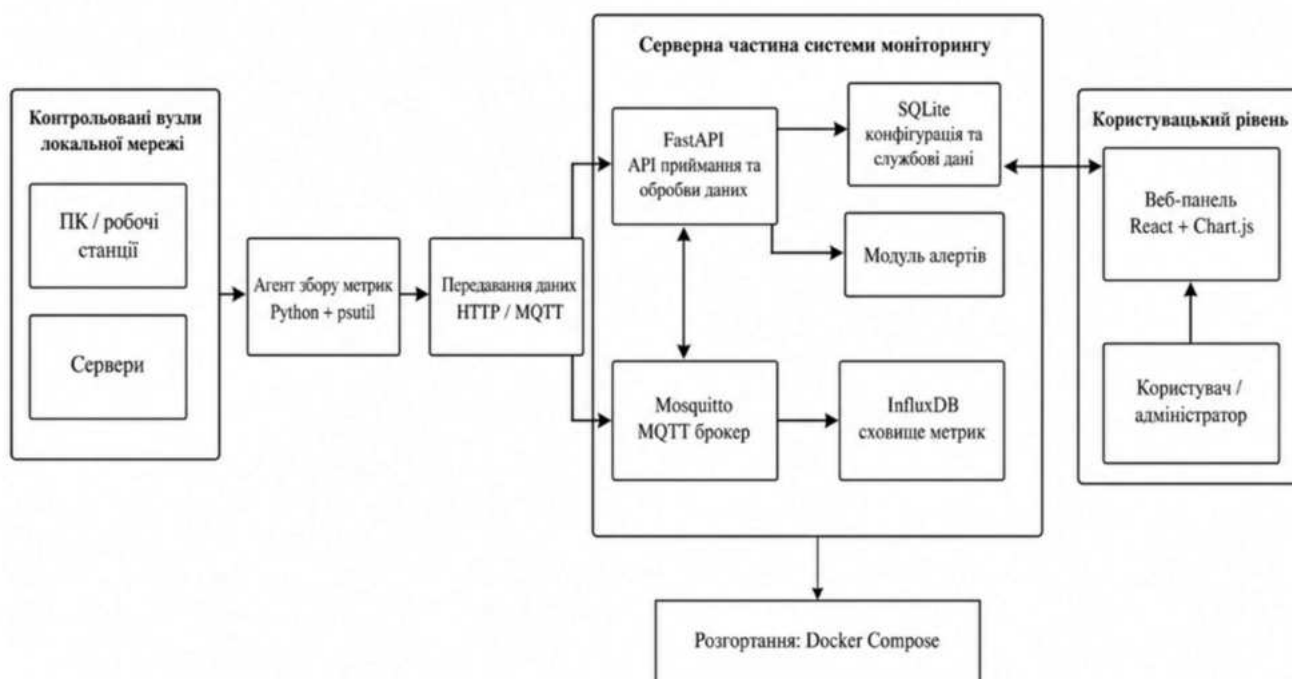 Серверна частина системи моніторингу
Контрольовані вузли
локальної мережі
ПК / робочі
станції
Сервери
Агент збору метрик
Python + psutil
Передавання даних
HTTP / MQTT
FastAPI
API приймання та
обробви даних
SQLite
конфігурація та
службові дані
Модуль алертів
Mosquitto
MQTT брокер
InfluxDB
сховище метрик
Користувацький рівень
Веб-панель
React + Chart.js
Користувач /
адміністратор
Розгортання: Docker Compose